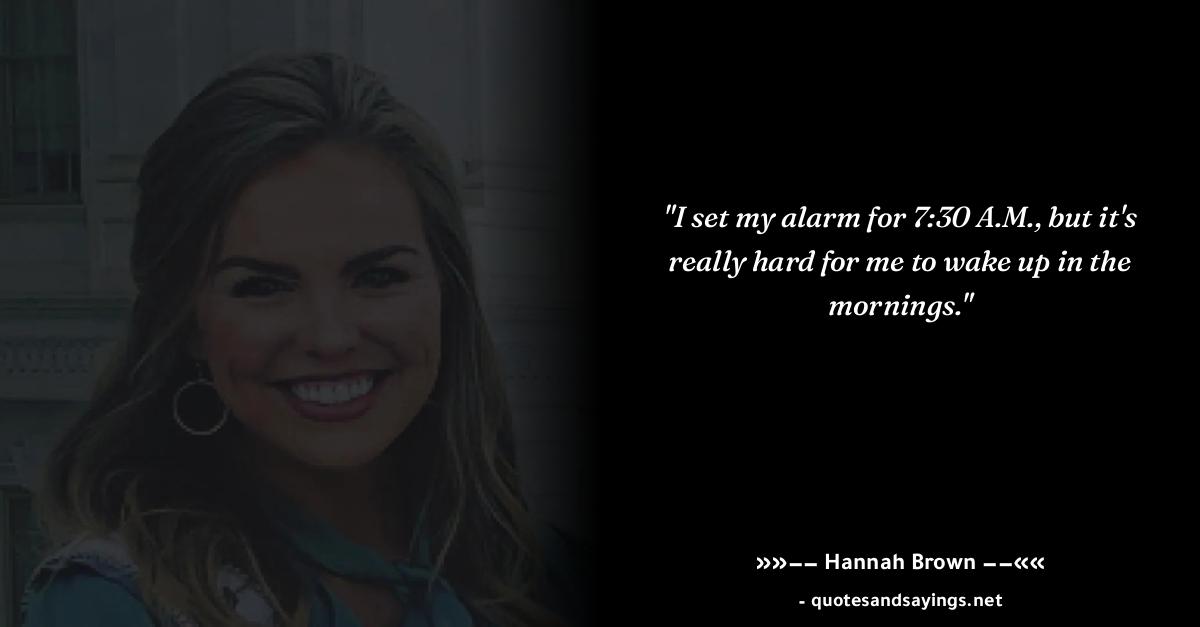 "I set my alarm for 7:30 A.M., but it's
really hard for me to wake up in the
mornings."
»»–– Hannah Brown ––««
- quotesandsayings.net